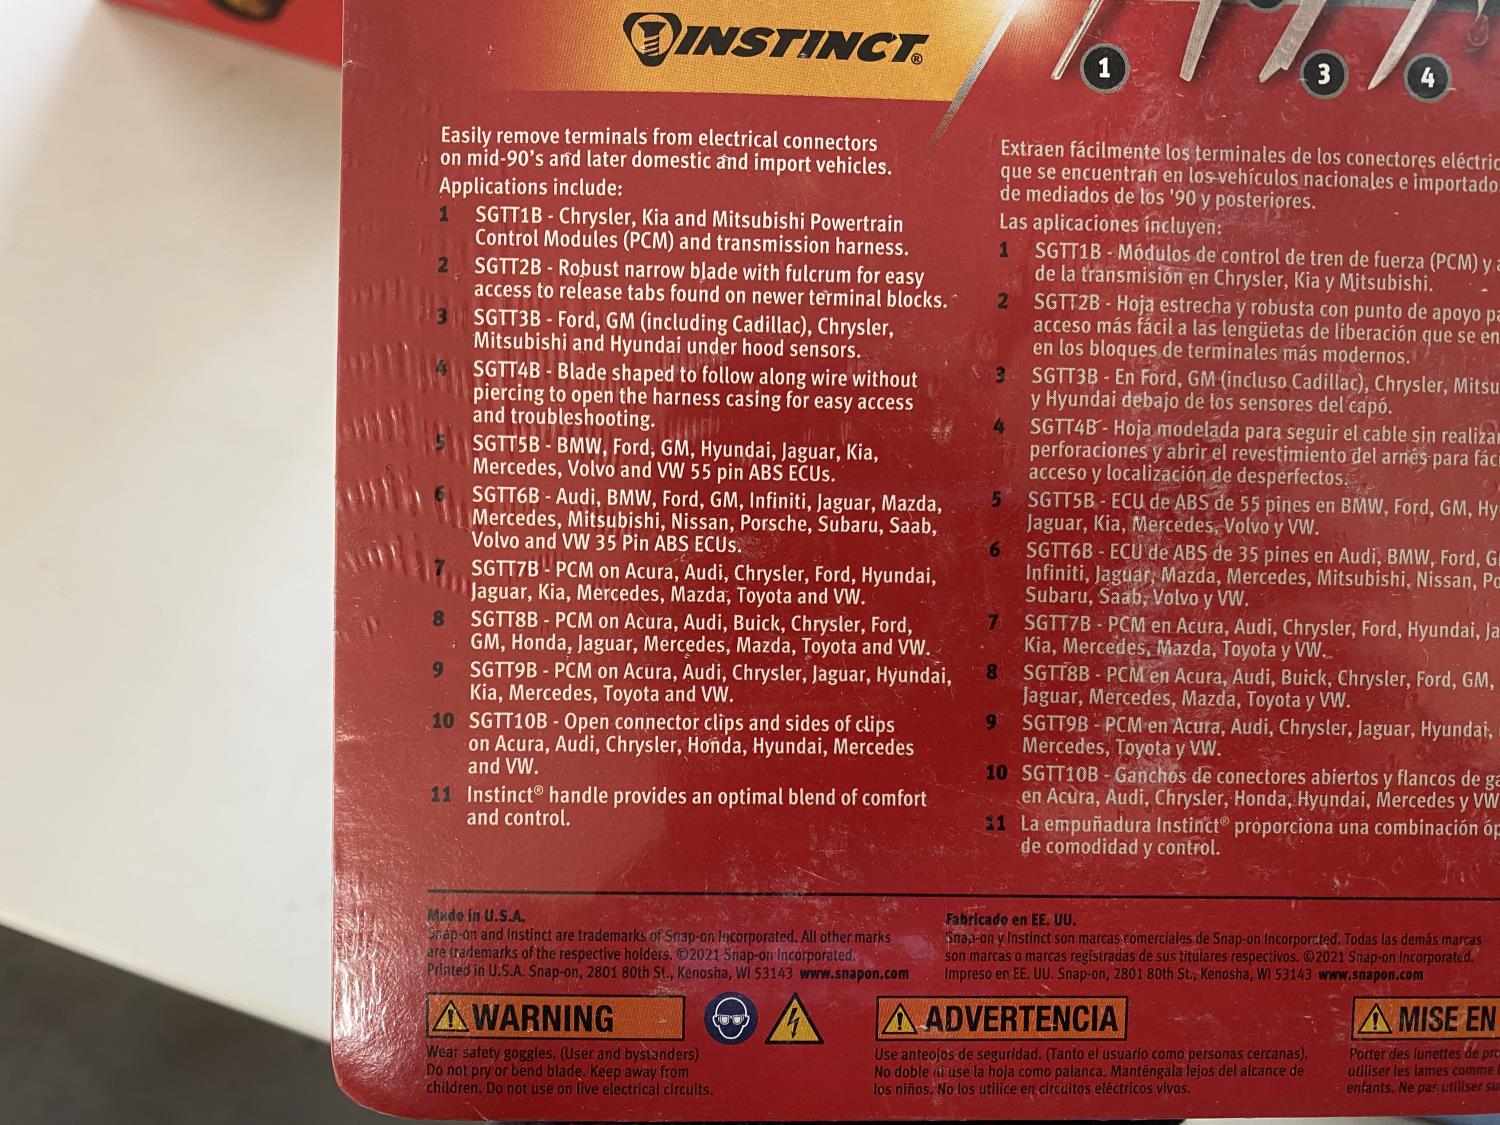 INSTINCT®
1
3
4
Easily remove terminals from electrical connectors
on mid-90's and later domestic and import vehicles.
Applications include:
1 SGTT1B - Chrysler, Kia and Mitsubishi Powertrain
Control Modules (PCM) and transmission harness.
2 SGTT2B - Robust narrow blade with fulcrum for easy
access to release tabs found on newer terminal blocks.
3 SGTT3B - Ford, GM (including Cadillac), Chrysler,
Mitsubishi and Hyundai under hood sensors.
4 SGTT4B - Blade shaped to follow along wire without
piercing to open the harness casing for easy access
and troubleshooting.
5 SGTT5B - BMW, Ford, GM, Hyundai, Jaguar, Kia,
Mercedes, Volvo and VW 55 pin ABS ECUs.
6 SGTT6B - Audi, BMW, Ford, GM, Infiniti, Jaguar, Mazda,
Mercedes, Mitsubishi, Nissan, Porsche, Subaru, Saab,
Volvo and VW 35 Pin ABS ECUs.
7 SGTT7B - PCM on Acura, Audi, Chrysler, Ford, Hyundai,
Jaguar, Kia, Mercedes, Mazda, Toyota and VW.
8 SGTT8B - PCM on Acura, Audi, Buick, Chrysler, Ford,
GM, Honda, Jaguar, Mercedes, Mazda, Toyota and VW.
9 SGTT9B - PCM on Acura, Audi, Chrysler, Jaguar, Hyundai,
Kia, Mercedes, Toyota and VW.
10 SGTT10B - Open connector clips and sides of clips
on Acura, Audi, Chrysler, Honda, Hyundai, Mercedes
and VW.
11 Instinct® handle provides an optimal blend of comfort
and control.
Extraen fácilmente los terminales de los conectores
que se encuentran en los vehículos nacionales e
de mediados de los '90 y posteriores.
Las aplicaciones incluyen:
1 SGTT1B - Módulos de control de tren de fuerza (PCM) y
de la transmisión en Chrysler, Kia y Mitsubishi.
2 SGTT2B - Hoja estrecha y robusta con punto de apoyo
acceso más fácil a las lengüetas de liberación que se
en los bloques de terminales más modernos.
3 SGTT3B - En Ford, GM (incluso Cadillac), Chrysler,
y Hyundai debajo de los sensores del capó.
4 SGTT4B - Hoja modelada para seguir el cable sin
perforaciones y abrir el revestimiento del arnés para
acceso y localización de desperfectos.
5 SGTT5B - ECU de ABS de 55 pines en BMW, Ford, GM,
Jaguar, Kia, Mercedes, Volvo y VW.
6 SGTT6B - ECU de ABS de 35 pines en Audi, BMW, Ford,
Infiniti, Jaguar, Mazda, Mercedes, Mitsubishi, Nissan,
Subaru, Saab, Volvo y VW.
7 SGTT7B - PCM en Acura, Audi, Chrysler, Ford, Hyundai,
Kia, Mercedes, Mazda, Toyota y VW.
8 SGTT8B - PCM en Acura, Audi, Buick, Chrysler, Ford, GM,
Jaguar, Mercedes, Mazda, Toyota y VW.
9 SGTT9B - PCM en Acura, Audi, Chrysler, Jaguar, Hyundai,
Mercedes, Toyota y VW.
10 SGTT10B - Ganchos de conectores abiertos y flancos de
en Acura, Audi, Chrysler, Honda, Hyundai, Mercedes y VW
11 La empuñadura Instinct® proporciona una combinación
de comodidad y control.
Made in U.S.A.
Snap-on and Instinct are trademarks of Snap-on Incorporated. All other marks
are trademarks of the respective holders. ©2021 Snap-on Incorporated.
Printed in U.S.A. Snap-on, 2801 80th St., Kenosha, WI 53143 www.snapon.com
Fabricado en EE. UU.
Snap-on y Instinct son marcas comerciales de Snap-on Incorporated. Todas las demás marcas
son marcas o marcas registradas de sus titulares respectivos. ©2021 Snap-on Incorporated.
Impreso en EE. UU. Snap-on, 2801 80th St., Kenosha, WI 53143 www.snapon.com
WARNING
Wear safety goggles. (User and bystanders)
Do not pry or bend blade. Keep away from
children. Do not use on live electrical circuits.
ADVERTENCIA
Use anteojos de seguridad. (Tanto el usuario como personas cercanas).
No doble ni use la hoja como palanca. Manténgala lejos del alcance de
los niños. No los utilice en circuitos eléctricos vivos.
MISE EN
Porter des lunettes de
utiliser les lames comme
enfants. Ne pas utiliser